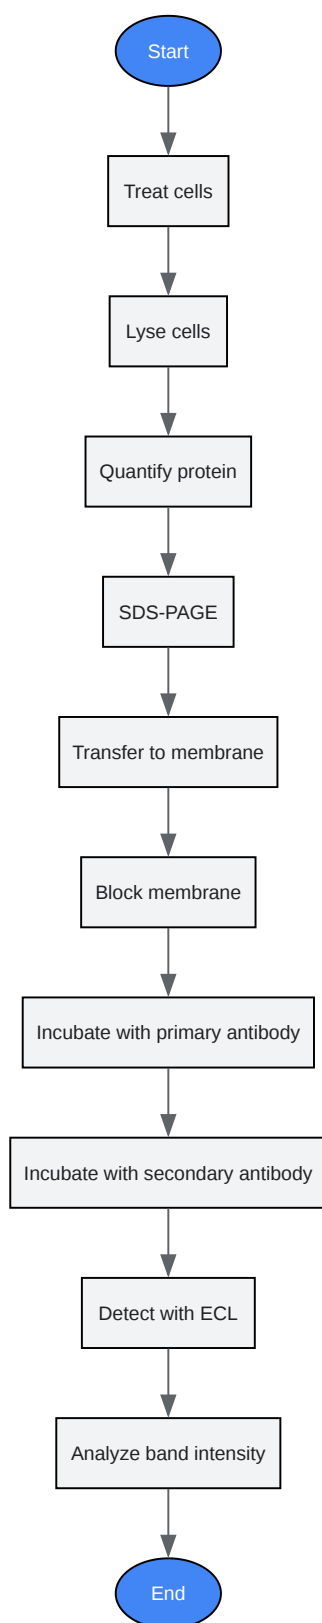 Start
Treat cells
Lyse cells
Quantify protein
SDS-PAGE
Transfer to membrane
Block membrane
Incubate with primary antibody
Incubate with secondary antibody
Detect with ECL
Analyze band intensity
End